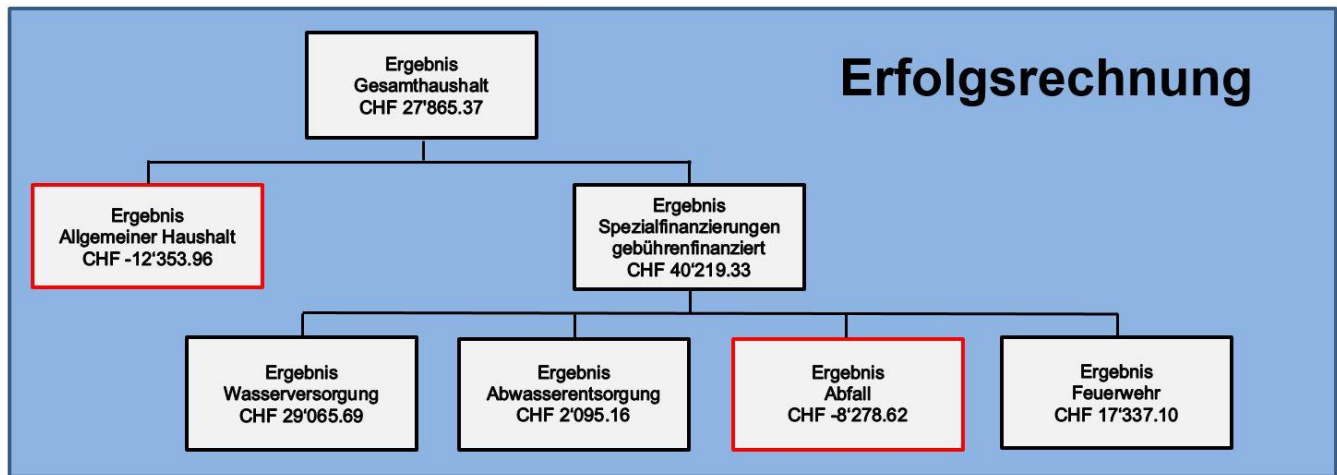 Erfolgsrechnung
Ergebnis
Gesamthaushalt
CHF 27'865.37
Ergebnis
Allgemeiner Haushalt
CHF -12‘353.96
Ergebnis
Spezialfinanzierungen
gebührenfinanziert
CHF 40‘219.33
Ergebnis
Wasserversorgung
CHF 29'065.69
Ergebnis
Abwasserentsorgung
CHF 2‘095.16
Ergebnis
Abfall
CHF -8‘278.62
Ergebnis
Feuerwehr
CHF 17‘337.10